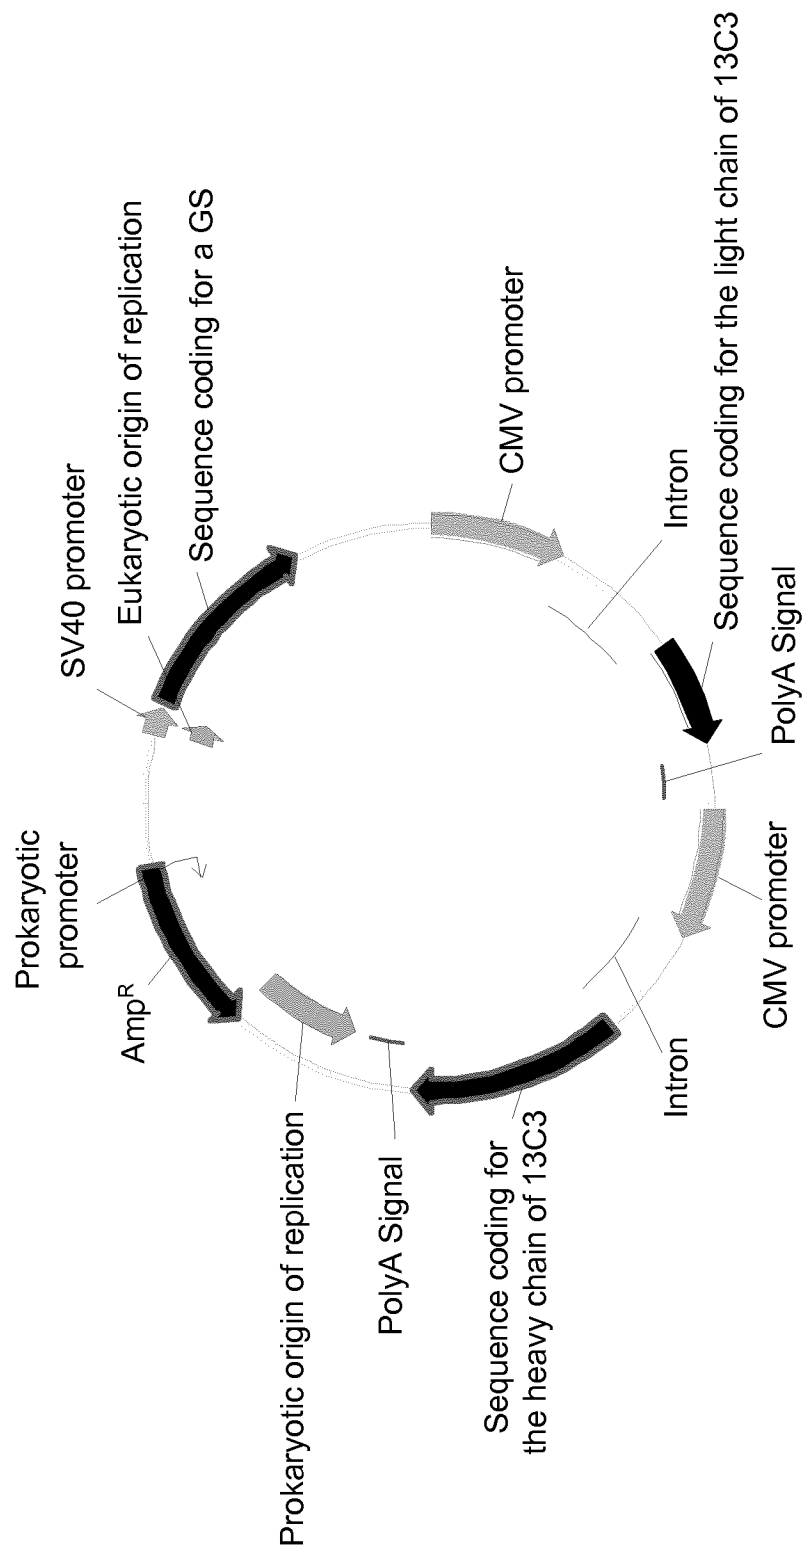 SV40 promoter
Eukaryotic origin of replication
Sequence coding for a GS
CMV promoter
Intron
Sequence coding for the light chain of 13C3
PolyA Signal
CMV promoter
Intron
Sequence coding for
the heavy chain of 13C3
PolyA Signal
Prokaryotic origin of replication
Amp^R
Prokaryotic
promoter